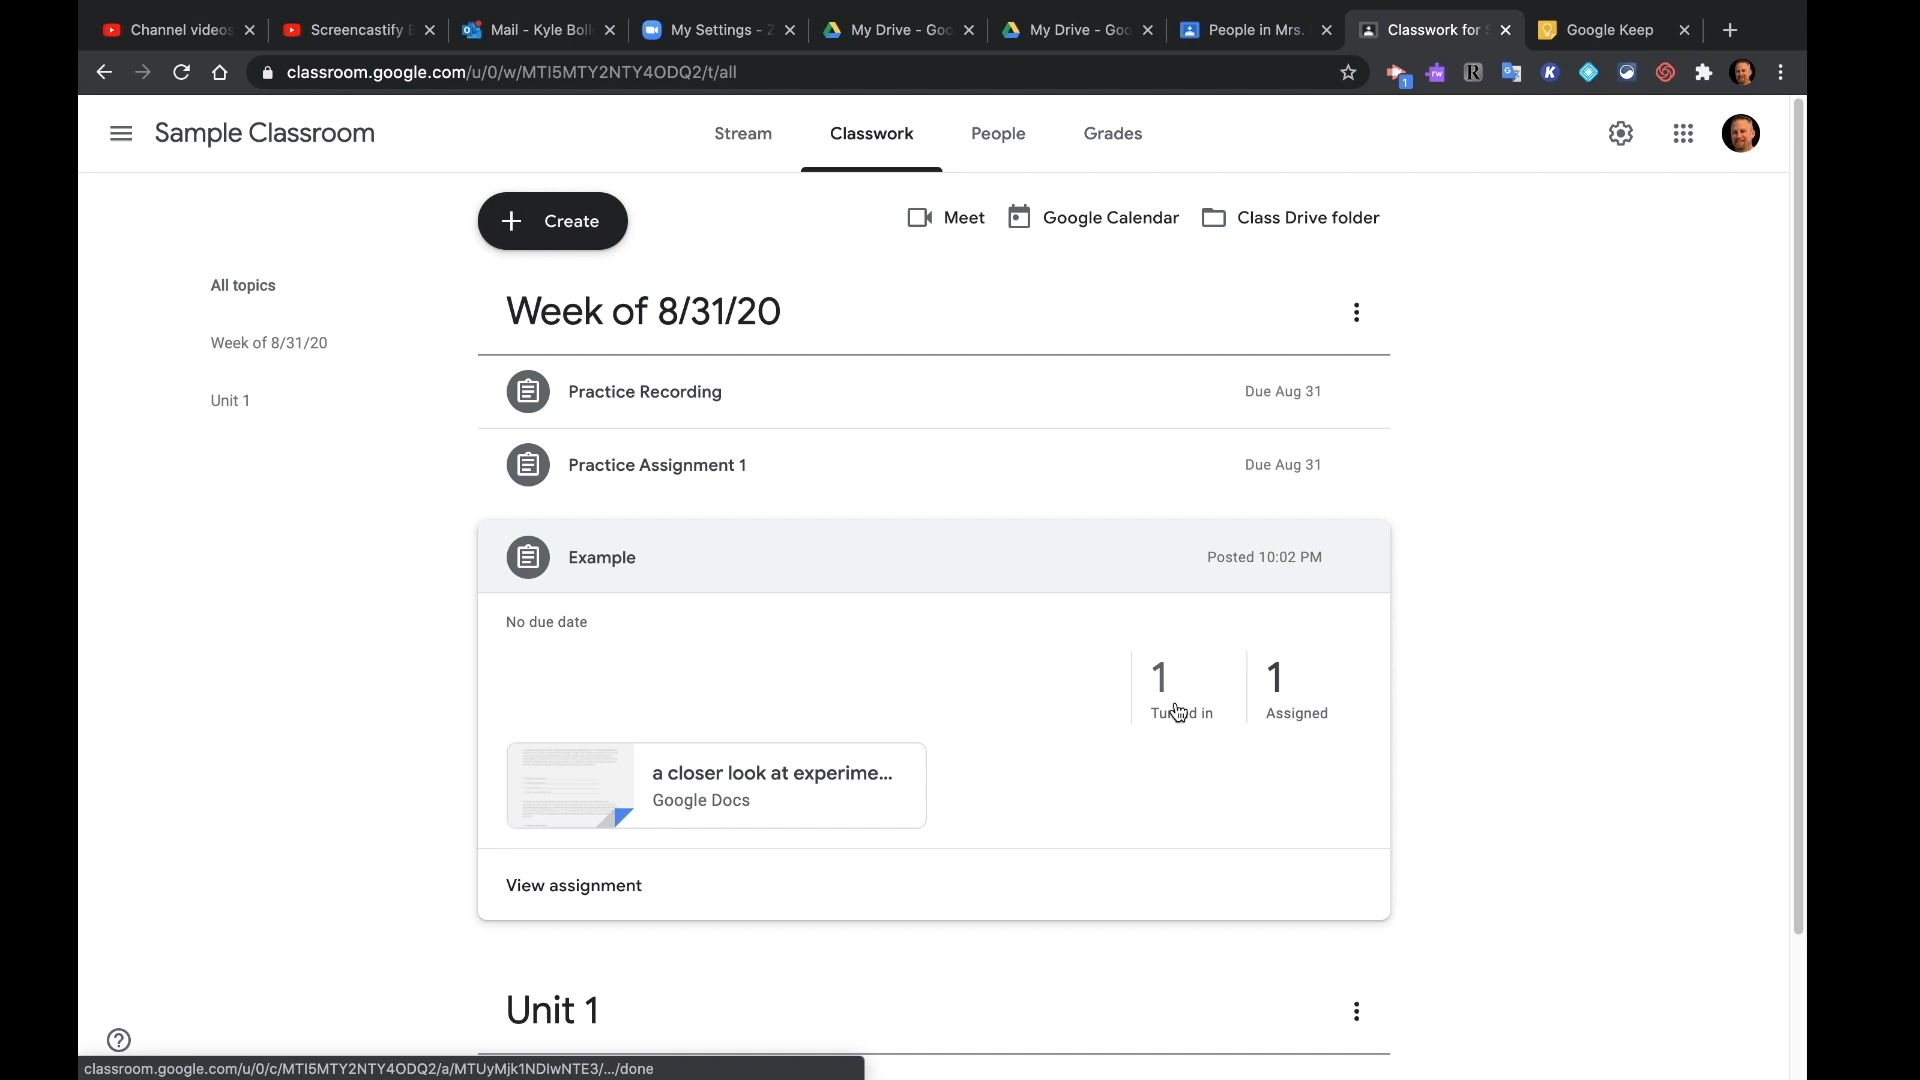 Channel videos
Screencastify
Mail - Kyle Boll
My Settings - Z
My Drive - Goo
My Drive - Goo
People in Mrs.
Classwork for S
Google Keep
classroom.google.com/u/0/w/MTI5MTY2NTY4ODQ2/t/all
1
rw
Sample Classroom
Stream
Classwork
People
Grades
Create
Meet
Google Calendar
Class Drive folder
All topics
Week of 8/31/20
Unit 1
Week of 8/31/20
Practice Recording
Due Aug 31
Practice Assignment 1
Due Aug 31
Example
Posted 10:02 PM
No due date
1
Turned in
1
Assigned
a closer look at experime...
Google Docs
View assignment
Unit 1
classroom.google.com/u/0/c/MTI5MTY2NTY4ODQ2/a/MTUyMjk1NDIwNTE3/.../done